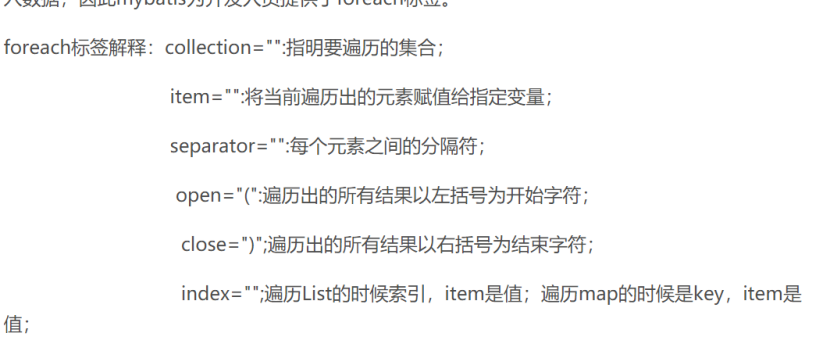 入数据，因此mybatis为开发人员提供了foreach标签。
foreach标签解释：collection="":指明要遍历的集合；
item="":将当前遍历出的元素赋值给指定变量；
separator="":每个元素之间的分隔符；
open="(":遍历出的所有结果以左括号为开始字符；
close=")";遍历出的所有结果以右括号为结束字符；
index="";遍历List的时候索引，item是值；遍历map的时候是key，item是
值；